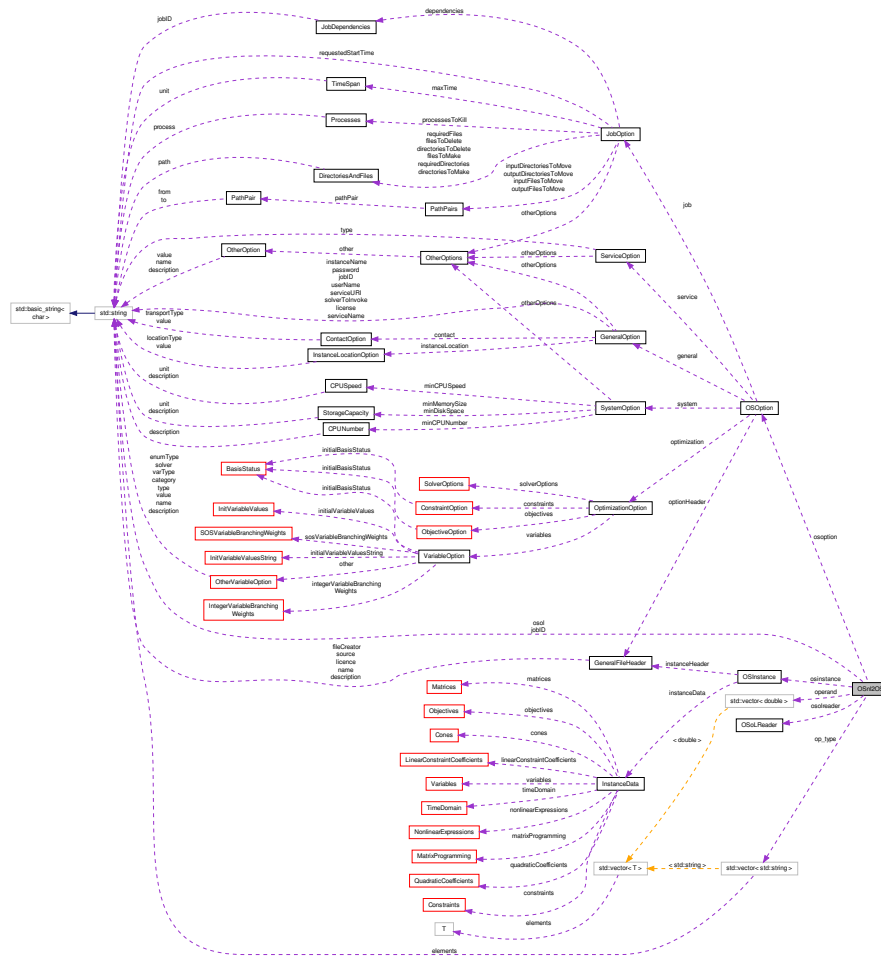 jobID
JobDependencies
dependencies
requestedStartTime
unit
TimeSpan
maxTime
process
Processes
processesToKill
JobOption
requiredFiles
filesToDelete
directoriesToDelete
filesToMake
requiredDirectories
directoriesToMake
path
DirectoriesAndFiles
inputDirectoriesToMove
outputDirectoriesToMove
inputFilesToMove
outputFilesToMove
from
to
PathPair
pathPair
PathPairs
otherOptions
job
type
value
name
description
OtherOption
other
OtherOptions
otherOptions
otherOptions
ServiceOption
instanceName
password
jobID
userName
serviceURI
solverToInvoke
license
serviceName
service
std::basic_string<
char >
std::string
transportType
value
otherOptions
ContactOption
contact
GeneralOption
general
locationType
value
InstanceLocationOption
instanceLocation
unit
description
CPUSpeed
minCPUSpeed
unit
description
StorageCapacity
minMemorySize
minDiskSpace
SystemOption
system
OSOption
description
CPUNumber
minCPUNumber
enumType
solver
varType
category
type
value
name
description
BasisStatus
initialBasisStatus
initialBasisStatus
initialBasisStatus
SolverOptions
solverOptions
optimization
optionHeader
InitVariableValues
initialVariableValues
ConstraintOption
constraints
objectives
OptimizationOption
SOSVariableBranchingWeights
sosVariableBranchingWeights
ObjectiveOption
variables
osoption
InitVariableValuesString
initialVariableValuesString
VariableOption
OtherVariableOption
other
IntegerVariableBranching
Weights
integerVariableBranching
Weights
osol
jobID
fileCreator
source
licence
name
description
GeneralFileHeader
instanceHeader
OSInstance
osinstance
OSnl2OS
Matrices
matrices
instanceData
std::vector< double >
operand
Objectives
objectives
OSoLReader
osolreader
Cones
cones
< double >
op_type
LinearConstraintCoefficients
linearConstraintCoefficients
Variables
variables
InstanceData
TimeDomain
timeDomain
NonlinearExpressions
nonlinearExpressions
MatrixProgramming
matrixProgramming
QuadraticCoefficients
quadraticCoefficients
std::vector< T >
< std::string >
std::vector< std::string >
Constraints
constraints
T
elements
elements